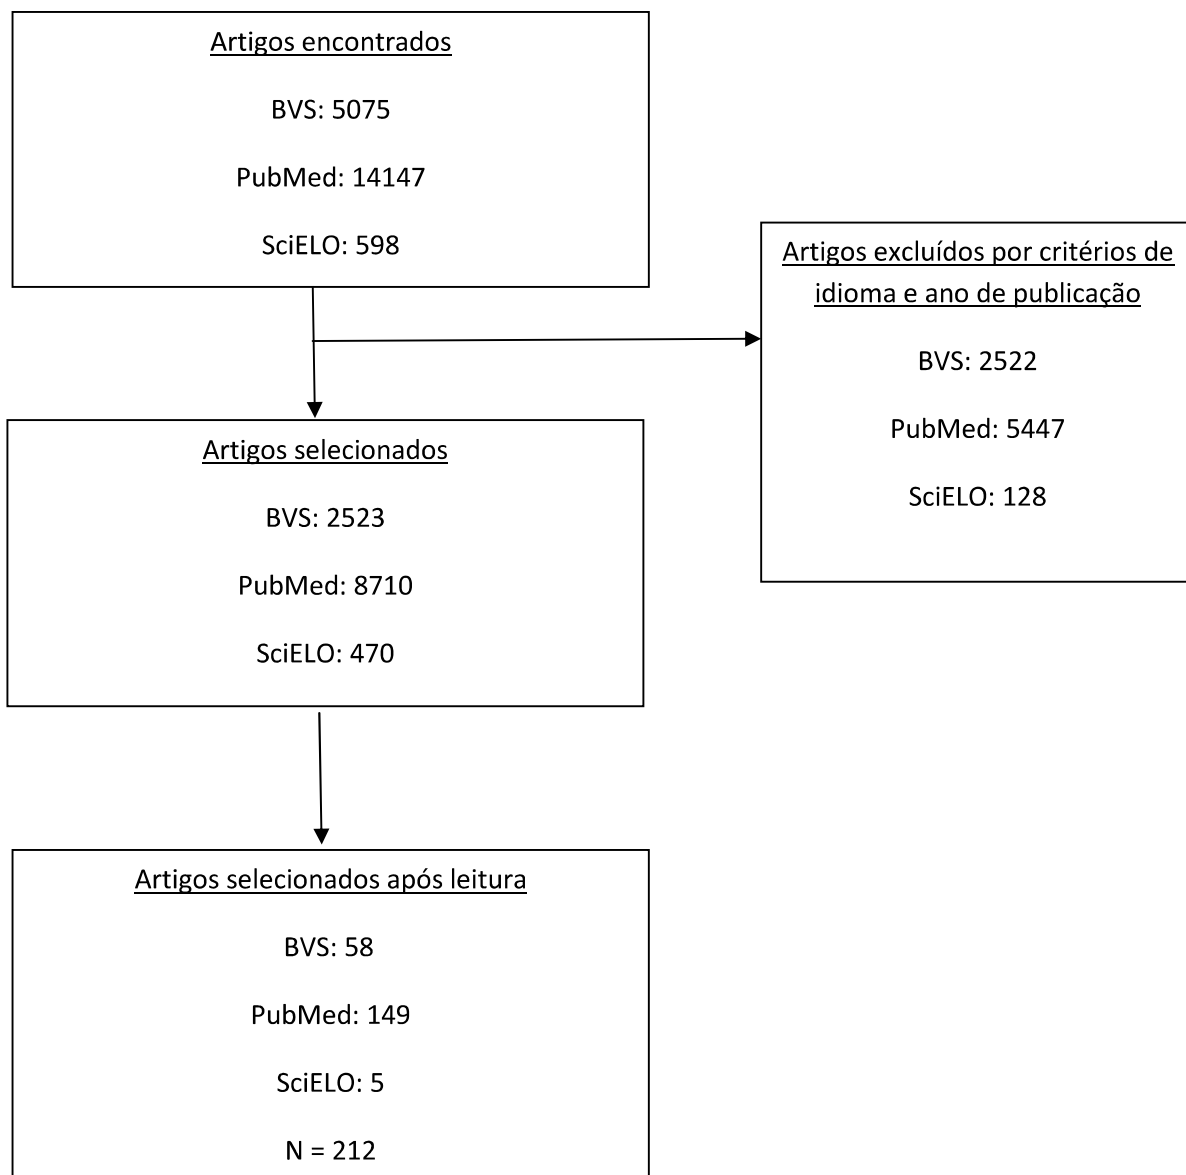 Artigos encontrados
BVS: 5075
PubMed: 14147
SciELO: 598
Artigos excluídos por critérios de
idioma e ano de publicação
BVS: 2522
PubMed: 5447
SciELO: 128
Artigos selecionados
BVS: 2523
PubMed: 8710
SciELO: 470
Artigos selecionados após leitura
BVS: 58
PubMed: 149
SciELO: 5
N = 212